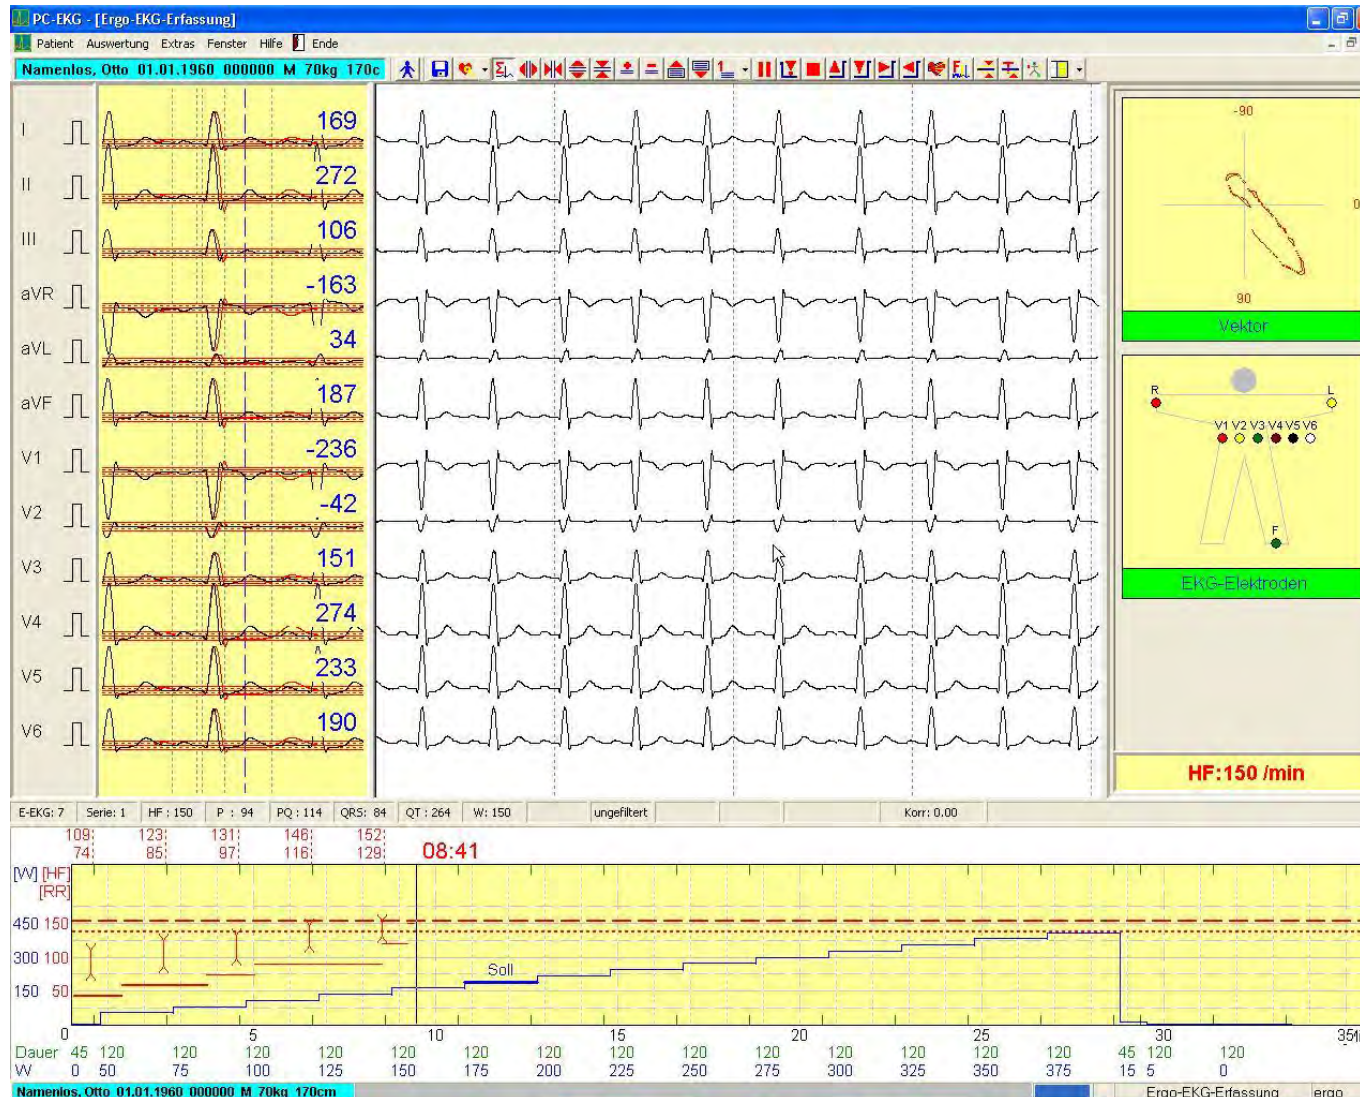 PC-EKG - [Ergo-EKG-Erfassung]
Patient Auswertung Extras Fenster Hilfe Ende
Namenlos, Otto 01.01.1960 000000 M 70kg 170c
I 169
II 272
III 106
aVR -163
aVL 34
aVF 187
V1 -236
V2 -42
V3 151
V4 274
V5 233
V6 190
-90
0
90
Vektor
R L
V1 V2 V3 V4 V5 V6
F
EKG-Elektroden
HF:150 /min
E-EKG: 7 Serie: 1 HF : 150 P : 94 PQ : 114 QRS: 84 QT : 264 W: 150 ungefiltert Korr: 0.00
109 123 131 146 152
74 85 97 116 129 08:41
[W] [HF]
[RR]
450 150
300 100
150 50
Soll
0 5 10 15 20 25 30 35
Dauer 45 120 120 120 120 120 120 120 120 120 120 120 120 120 120 45 120 120
W 0 50 75 100 125 150 175 200 225 250 275 300 325 350 375 15 5 0
Namenlos, Otto 01.01.1960 000000 M 70kg 170cm Ergo-EKG-Erfassung ergo